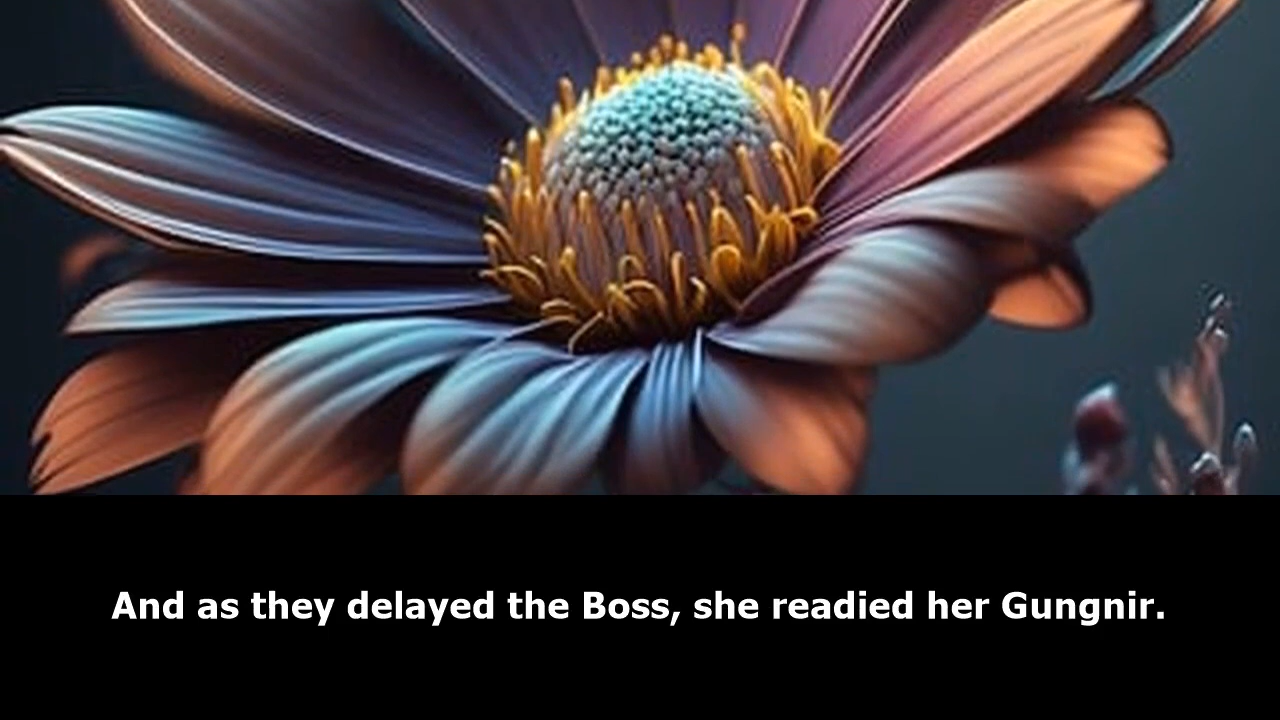 And as they delayed the Boss, she readied her Gungnir.